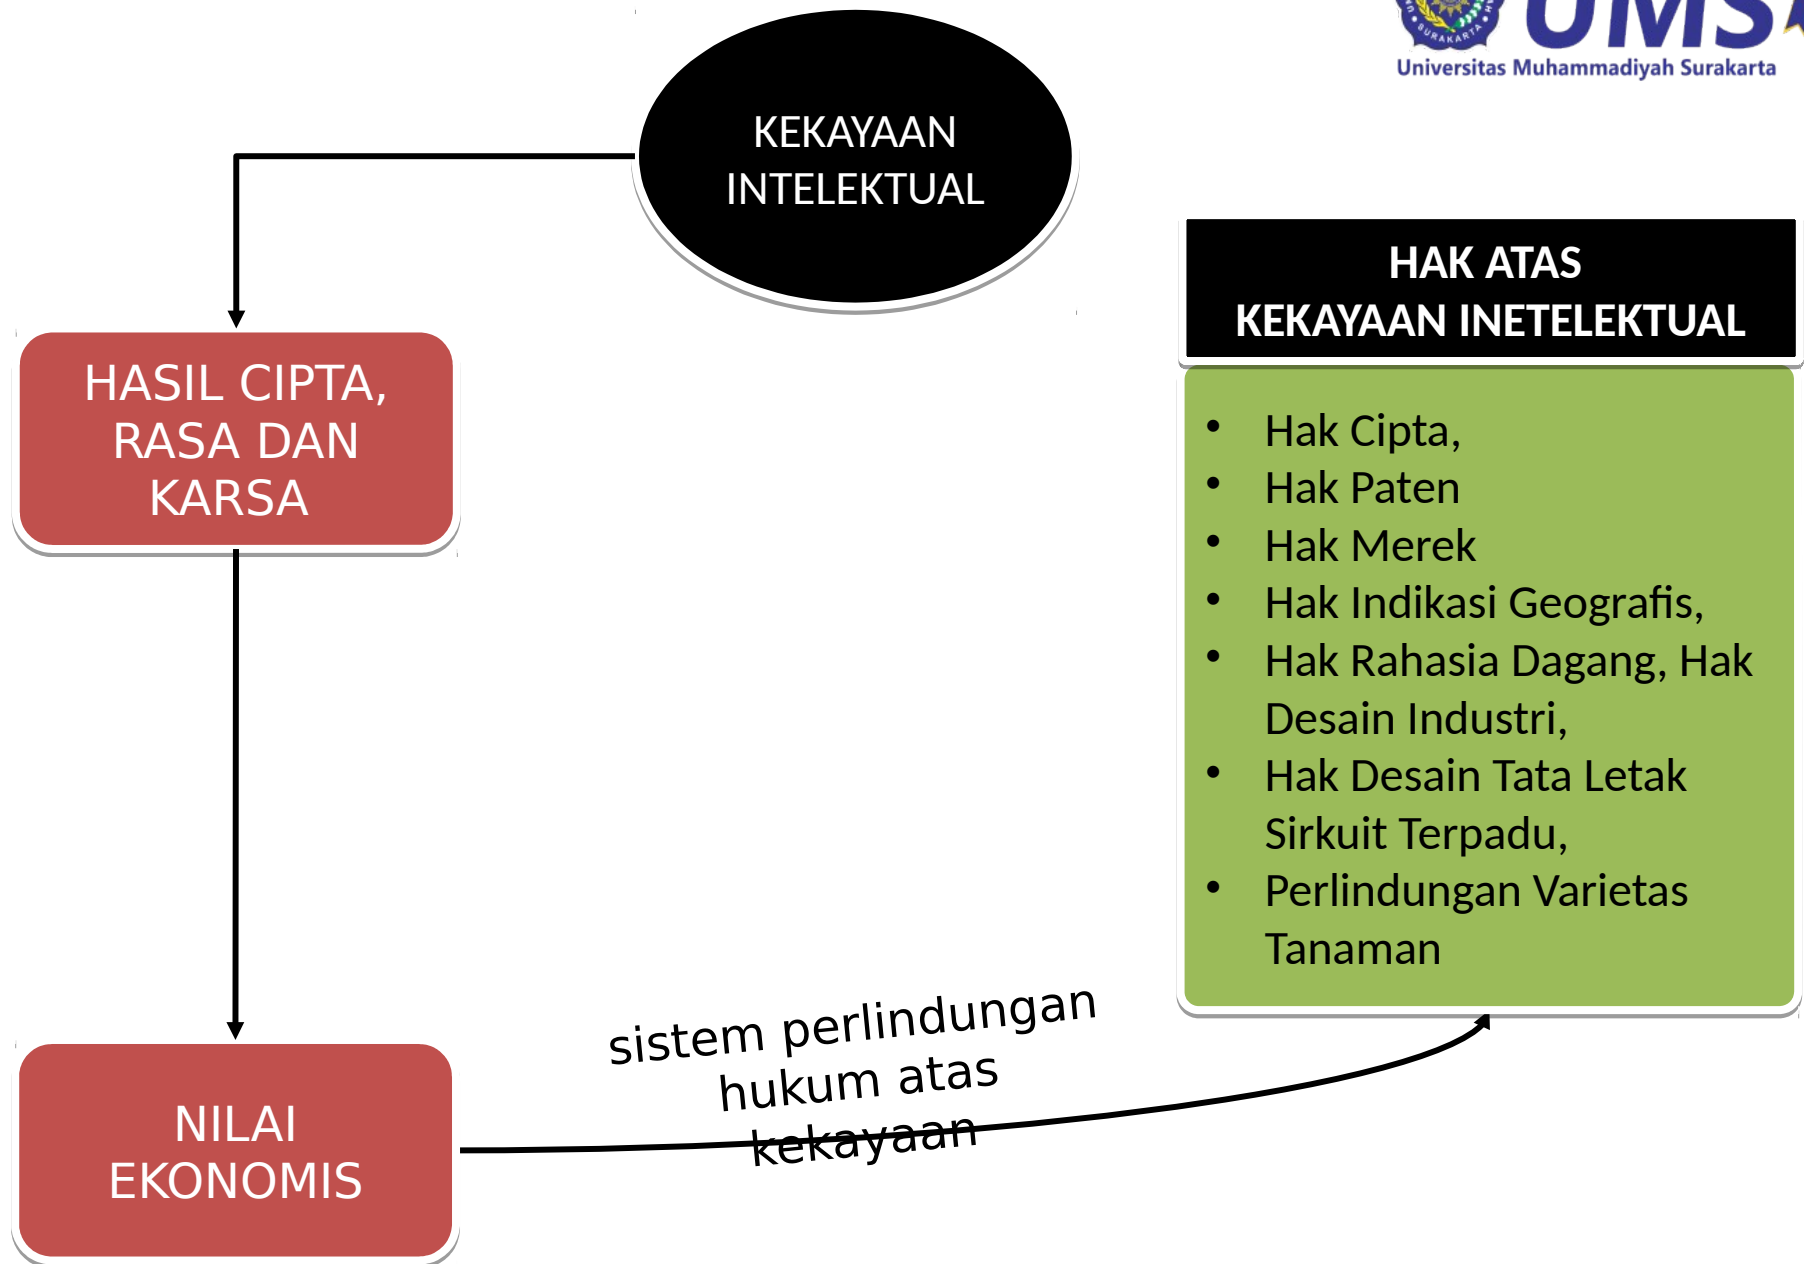 UMS
SURAKARTA
Universitas Muhammadiyah Surakarta
KEKAYAAN
INTELEKTUAL
HAK ATAS
KEKAYAAN INETELEKTUAL
HASIL CIPTA,
RASA DAN
KARSA
• Hak Cipta,
• Hak Paten
• Hak Merek
• Hak Indikasi Geografis,
• Hak Rahasia Dagang, Hak
Desain Industri,
• Hak Desain Tata Letak
Sirkuit Terpadu,
• Perlindungan Varietas
Tanaman
sistem perlindungan
hukum atas
kekayaan
NILAI
EKONOMIS